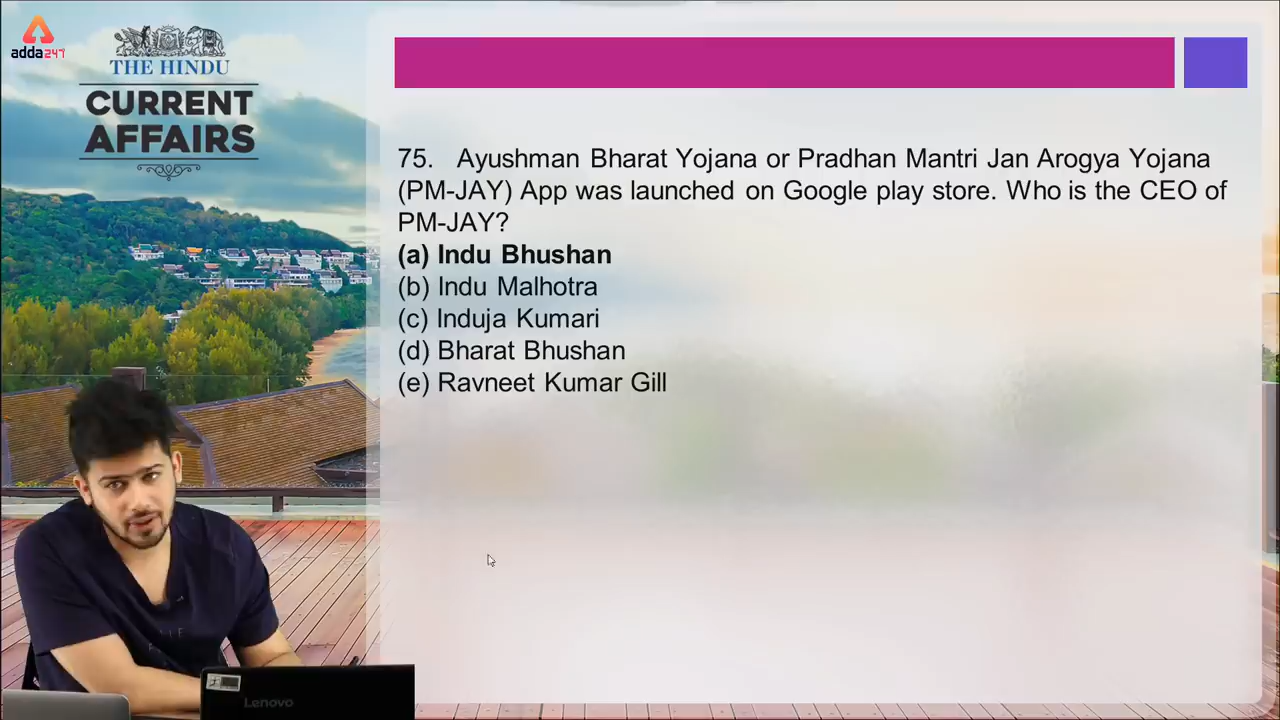 adda247
THE HINDU
CURRENT
AFFAIRS
75. Ayushman Bharat Yojana or Pradhan Mantri Jan Arogya Yojana
(PM-JAY) App was launched on Google play store. Who is the CEO of
PM-JAY?
(a) Indu Bhushan
(b) Indu Malhotra
(c) Induja Kumari
(d) Bharat Bhushan
(e) Ravneet Kumar Gill
Lenovo